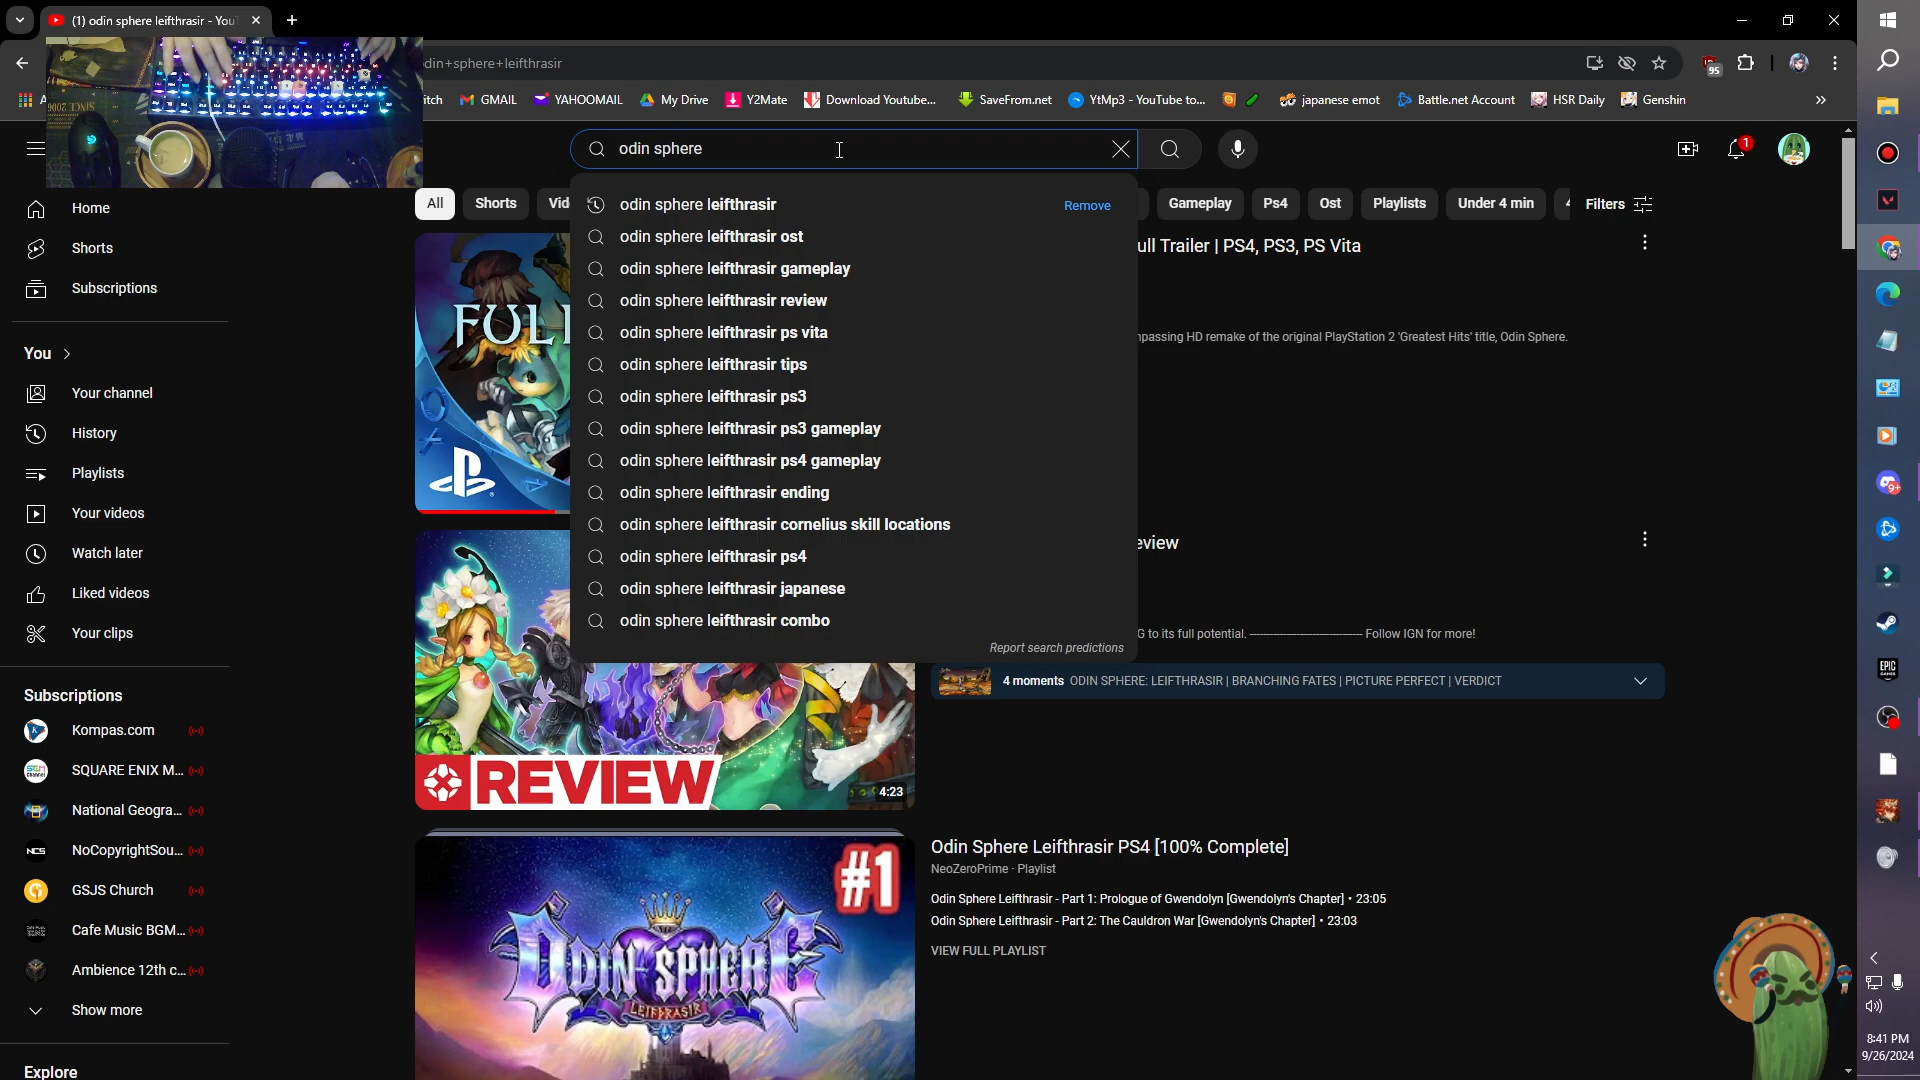 (1) odin sphere leifthrasir - You
din+sphere+leifthrasir
95
itch
GMAIL
YAHOOMAIL
My Drive
Y2Mate
Download Youtube...
SaveFrom.net
YtMp3 - YouTube to...
japanese emot
Battle.net Account
HSR Daily
Genshin
»
SINCE 2006
odin sphere
1
Home
Shorts
Subscriptions
You
Your channel
History
Playlists
Your videos
Watch later
Liked videos
Your clips
Subscriptions
Kompas.com
SQUARE ENIX M...
National Geogra...
NoCopyrightSou...
GSJS Church
Cafe Music BGM...
Ambience 12th c...
Show more
Explore
All
Shorts
Vid
Gameplay
Ps4
Ost
Playlists
Under 4 min
4
Filters
odin sphere leifthrasir
Remove
odin sphere leifthrasir ost
odin sphere leifthrasir gameplay
odin sphere leifthrasir review
odin sphere leifthrasir ps vita
odin sphere leifthrasir tips
odin sphere leifthrasir ps3
odin sphere leifthrasir ps3 gameplay
odin sphere leifthrasir ps4 gameplay
odin sphere leifthrasir ending
odin sphere leifthrasir cornelius skill locations
odin sphere leifthrasir ps4
odin sphere leifthrasir japanese
odin sphere leifthrasir combo
Report search predictions
FULL
ull Trailer | PS4, PS3, PS Vita
passing HD remake of the original PlayStation 2 'Greatest Hits' title, Odin Sphere.
eview
G to its full potential. ------------------------------- Follow IGN for more!
4 moments ODIN SPHERE: LEIFTHRASIR | BRANCHING FATES | PICTURE PERFECT | VERDICT
REVIEW
4:23
#1
ODIN SPHERE
LEIFTHRASIR
Odin Sphere Leifthrasir PS4 [100% Complete]
NeoZeroPrime · Playlist
Odin Sphere Leifthrasir - Part 1: Prologue of Gwendolyn [Gwendolyn's Chapter] • 23:05
Odin Sphere Leifthrasir - Part 2: The Cauldron War [Gwendolyn's Chapter] • 23:03
VIEW FULL PLAYLIST
9+
EPIC
GAMES
8:41 PM
9/26/2024